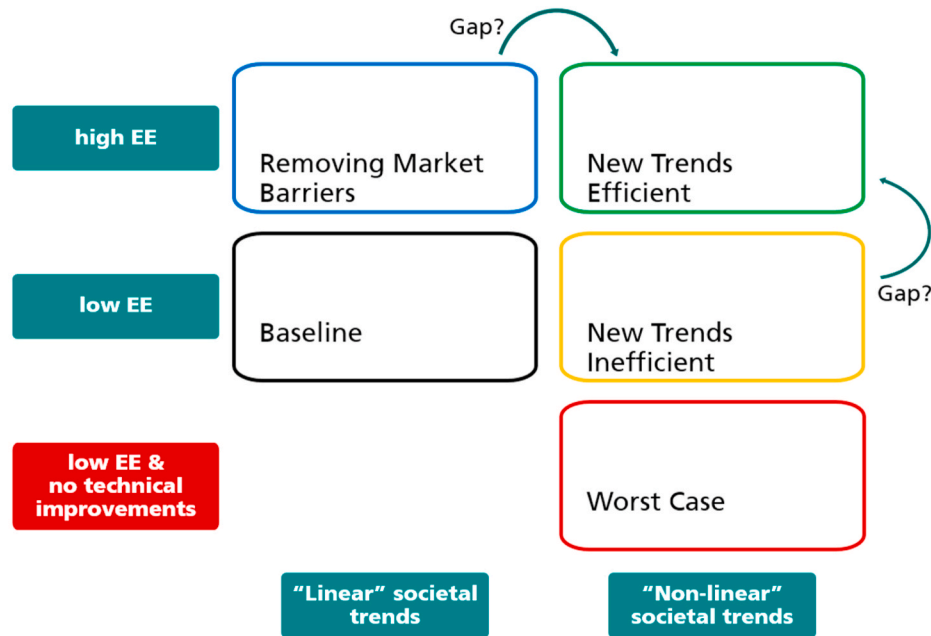 Gap?
high EE
Removing Market
Barriers
New Trends
Efficient
low EE
Baseline
New Trends
Inefficient
Gap?
low EE &
no technical
improvements
Worst Case
“Linear” societal
trends
“Non-linear”
societal trends